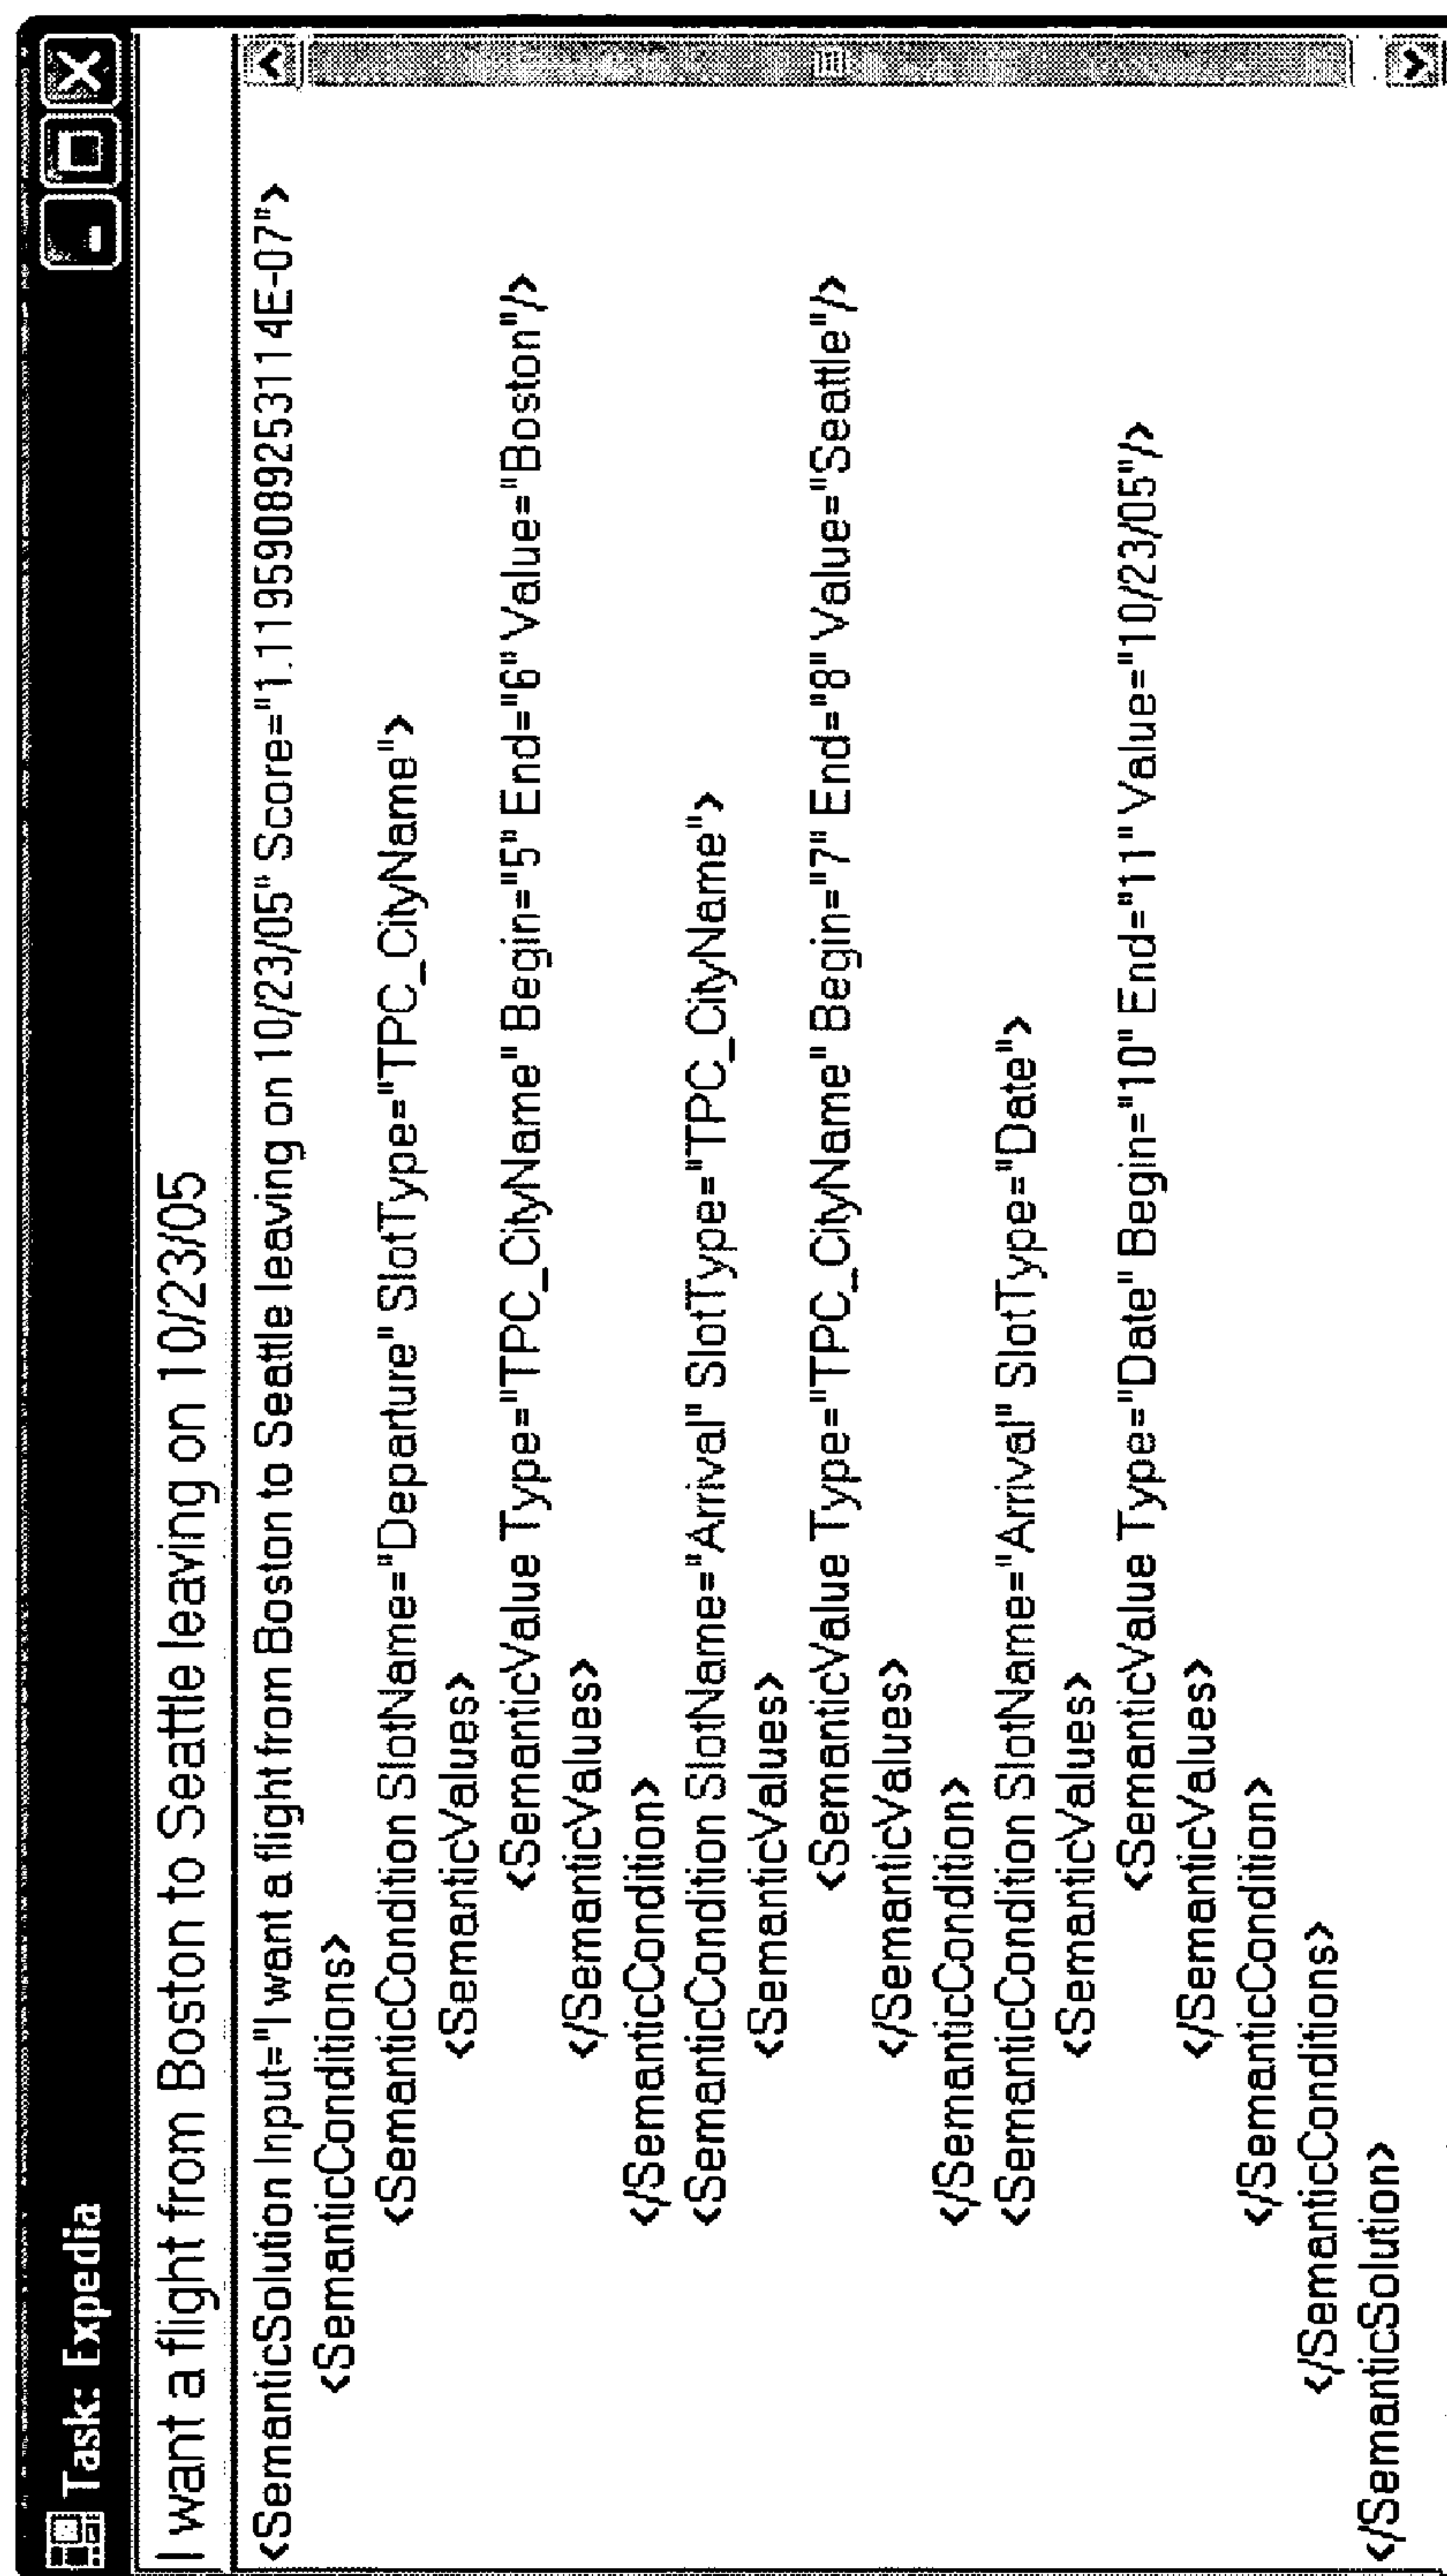 Task: Expedia
I want a flight from Boston to Seattle leaving on 10/23/05
<SemanticSolution Input="I want a flight from Boston to Seattle leaving on 10/23/05" Score="1.11959089253114E-07">
<SemanticConditions>
<SemanticCondition SlotName="Departure" SlotType="TPC_CityName">
<SemanticValues>
<SemanticValue Type="TPC_CityName" Begin="5" End="6" Value="Boston"/>
</SemanticValues>
</SemanticCondition>
<SemanticCondition SlotName="Arrival" SlotType="TPC_CityName">
<SemanticValues>
<SemanticValue Type="TPC_CityName" Begin="7" End="8" Value="Seattle"/>
</SemanticValues>
</SemanticCondition>
<SemanticCondition SlotName="Arrival" SlotType="Date">
<SemanticValues>
<SemanticValue Type="Date" Begin="10" End="11" Value="10/23/05"/>
</SemanticValues>
</SemanticCondition>
</SemanticConditions>
</SemanticSolution>